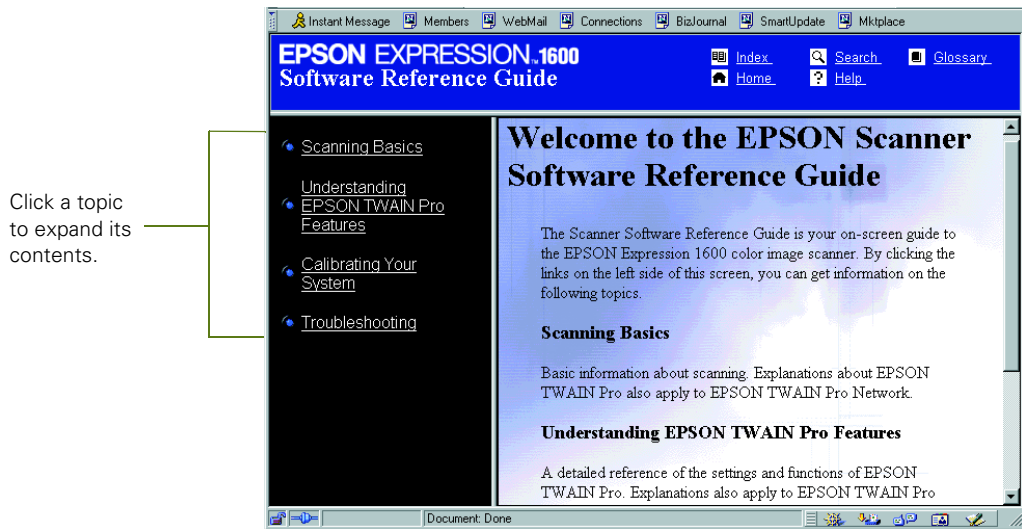 Instant Message Members WebMail Connections BizJournal SmartUpdate Mktplace
EPSON EXPRESSION™1600
Software Reference Guide
Index Search Glossary
Home Help
Click a topic
to expand its
contents.
Scanning Basics
Understanding
EPSON TWAIN Pro
Features
Calibrating Your
System
Troubleshooting
Welcome to the EPSON Scanner
Software Reference Guide
The Scanner Software Reference Guide is your on-screen guide to
the EPSON Expression 1600 color image scanner. By clicking the
links on the left side of this screen, you can get information on the
following topics.
Scanning Basics
Basic information about scanning. Explanations about EPSON
TWAIN Pro also apply to EPSON TWAIN Pro Network.
Understanding EPSON TWAIN Pro Features
A detailed reference of the settings and functions of EPSON
TWAIN Pro. Explanations also apply to EPSON TWAIN Pro
Document: Done